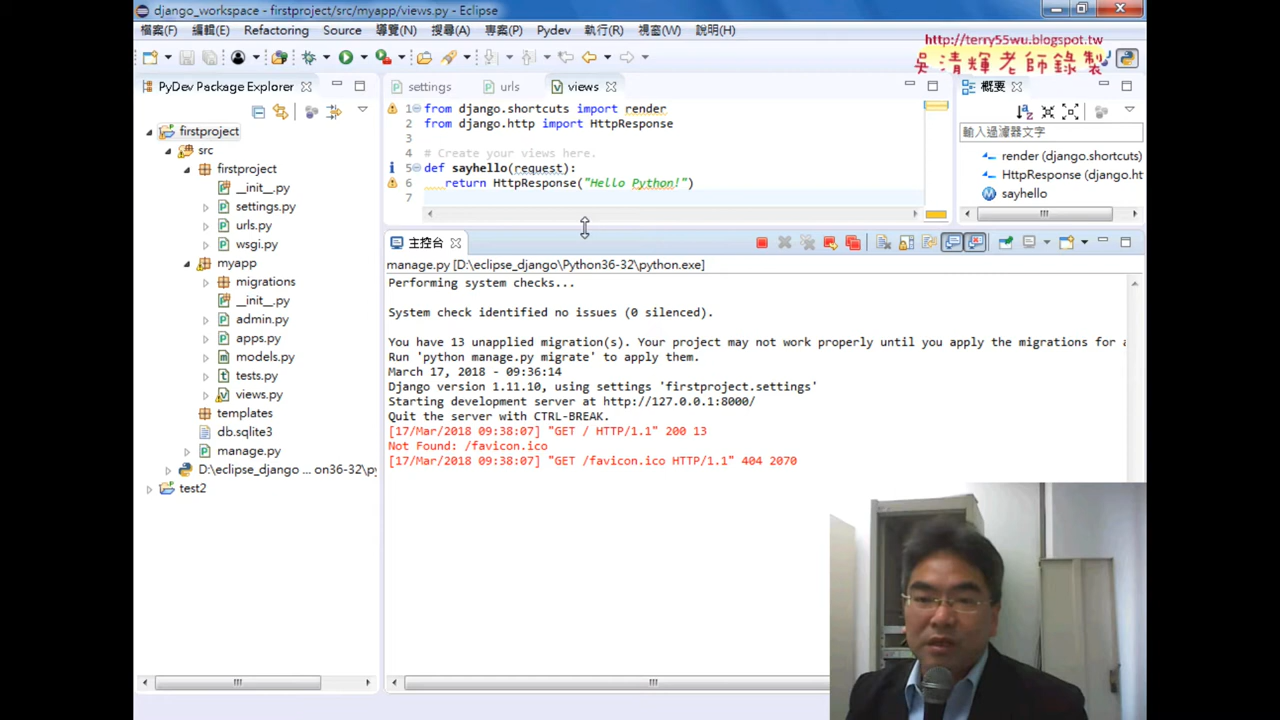 django_workspace - firstproject/src/myapp/views.py - Eclipse
檔案(F) 編輯(E) Refactoring Source 導覽(N) 搜尋(A) 專案(P) Pydev 執行(R) 視窗(W) 說明(H)
http://terry55wu.blogspot.tw
吳清輝老師錄製
PyDev Package Explorer
firstproject
src
firstproject
__init__.py
settings.py
urls.py
wsgi.py
myapp
migrations
__init__.py
admin.py
apps.py
models.py
tests.py
views.py
templates
db.sqlite3
manage.py
D:\eclipse_django ... on36-32\py
test2
settings urls views
1 from django.shortcuts import render
2 from django.http import HttpResponse
3
4 # Create your views here.
5 def sayhello(request):
6 return HttpResponse("Hello Python!")
7
概要
輸入過濾器文字
render (django.shortcuts)
HttpResponse (django.ht
sayhello
主控台
manage.py [D:\eclipse_django\Python36-32\python.exe]
Performing system checks...
System check identified no issues (0 silenced).
You have 13 unapplied migration(s). Your project may not work properly until you apply the migrations for a
Run 'python manage.py migrate' to apply them.
March 17, 2018 - 09:36:14
Django version 1.11.10, using settings 'firstproject.settings'
Starting development server at http://127.0.0.1:8000/
Quit the server with CTRL-BREAK.
[17/Mar/2018 09:38:07] "GET / HTTP/1.1" 200 13
Not Found: /favicon.ico
[17/Mar/2018 09:38:07] "GET /favicon.ico HTTP/1.1" 404 2070